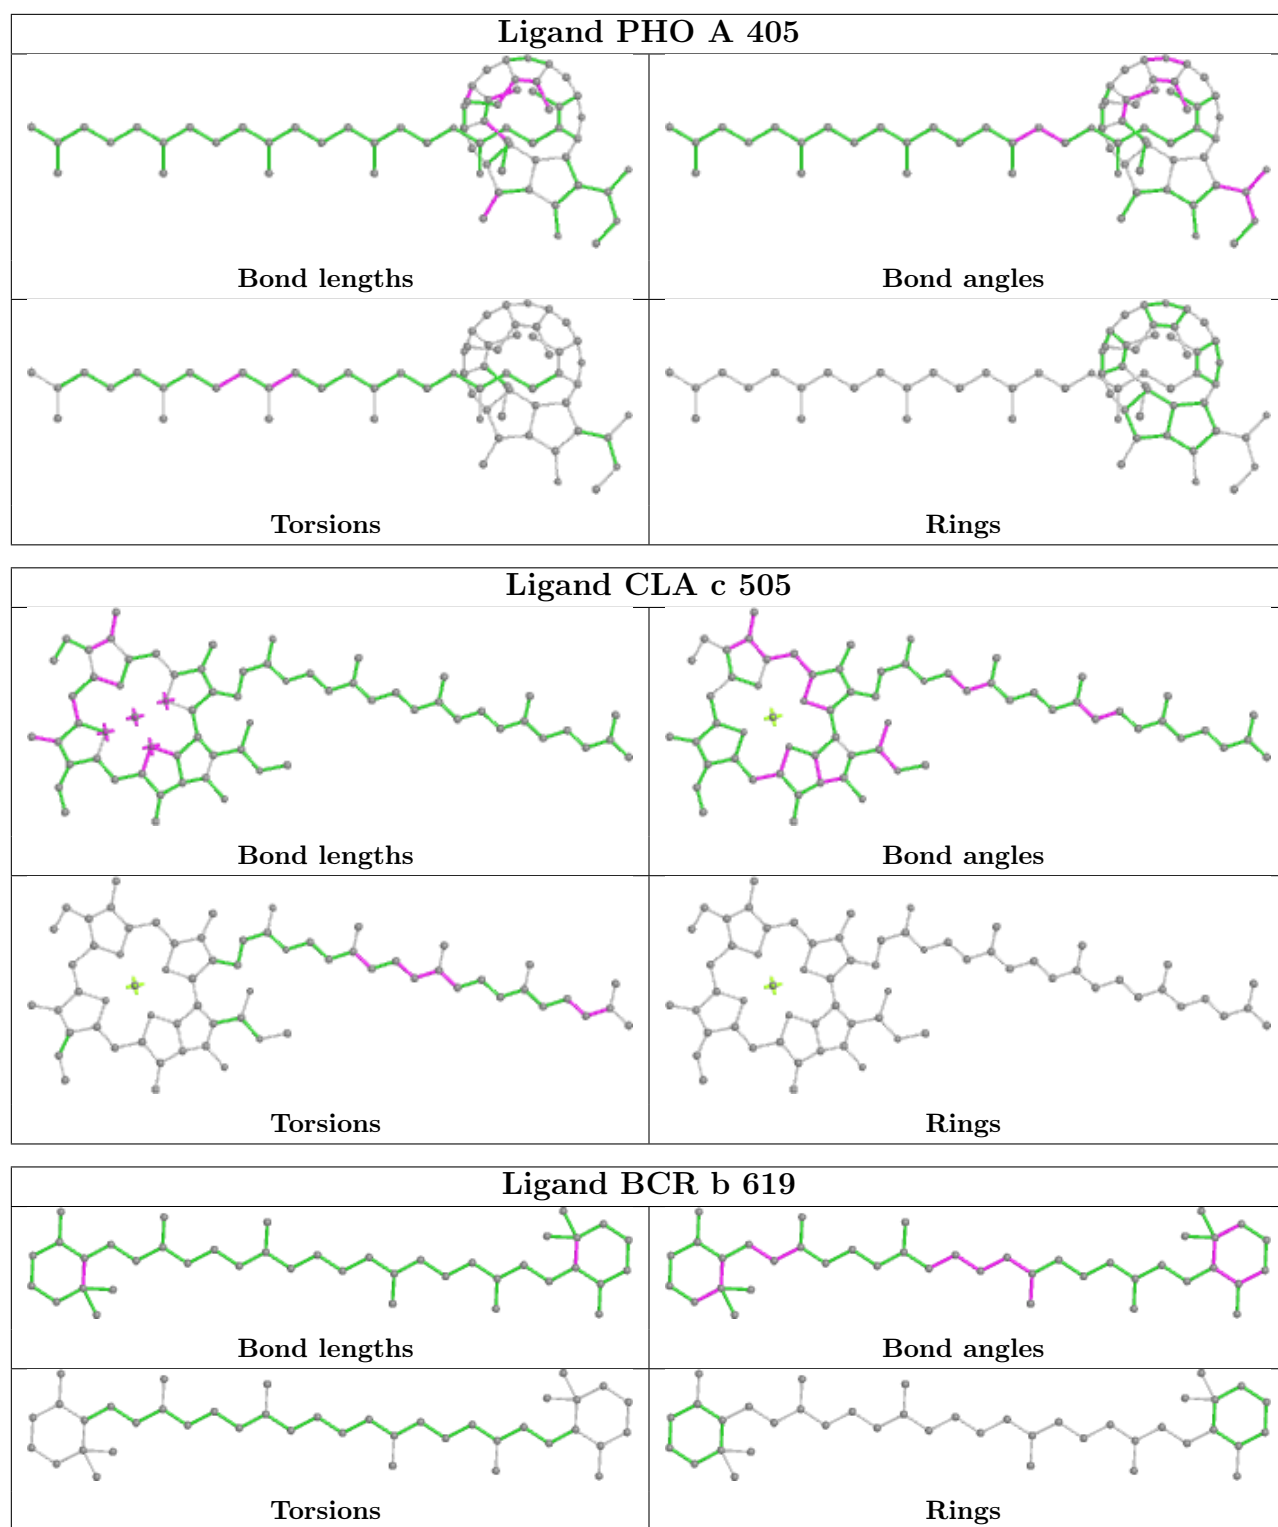 Ligand PHO A 405
Bond lengths
Bond angles
Torsions
Rings
Ligand CLA c 505
Bond lengths
Bond angles
Torsions
Rings
Ligand BCR b 619
Bond lengths
Bond angles
Torsions
Rings